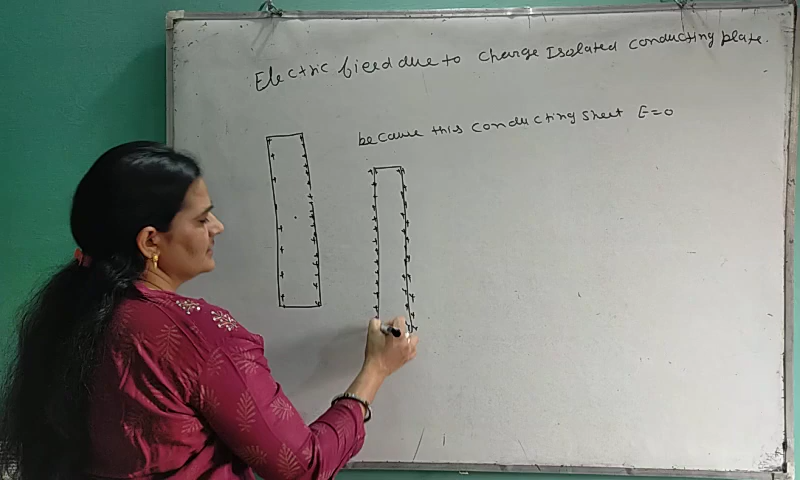 Electric field due to charge Isolated conducting plate.
because this conducting sheet E=0